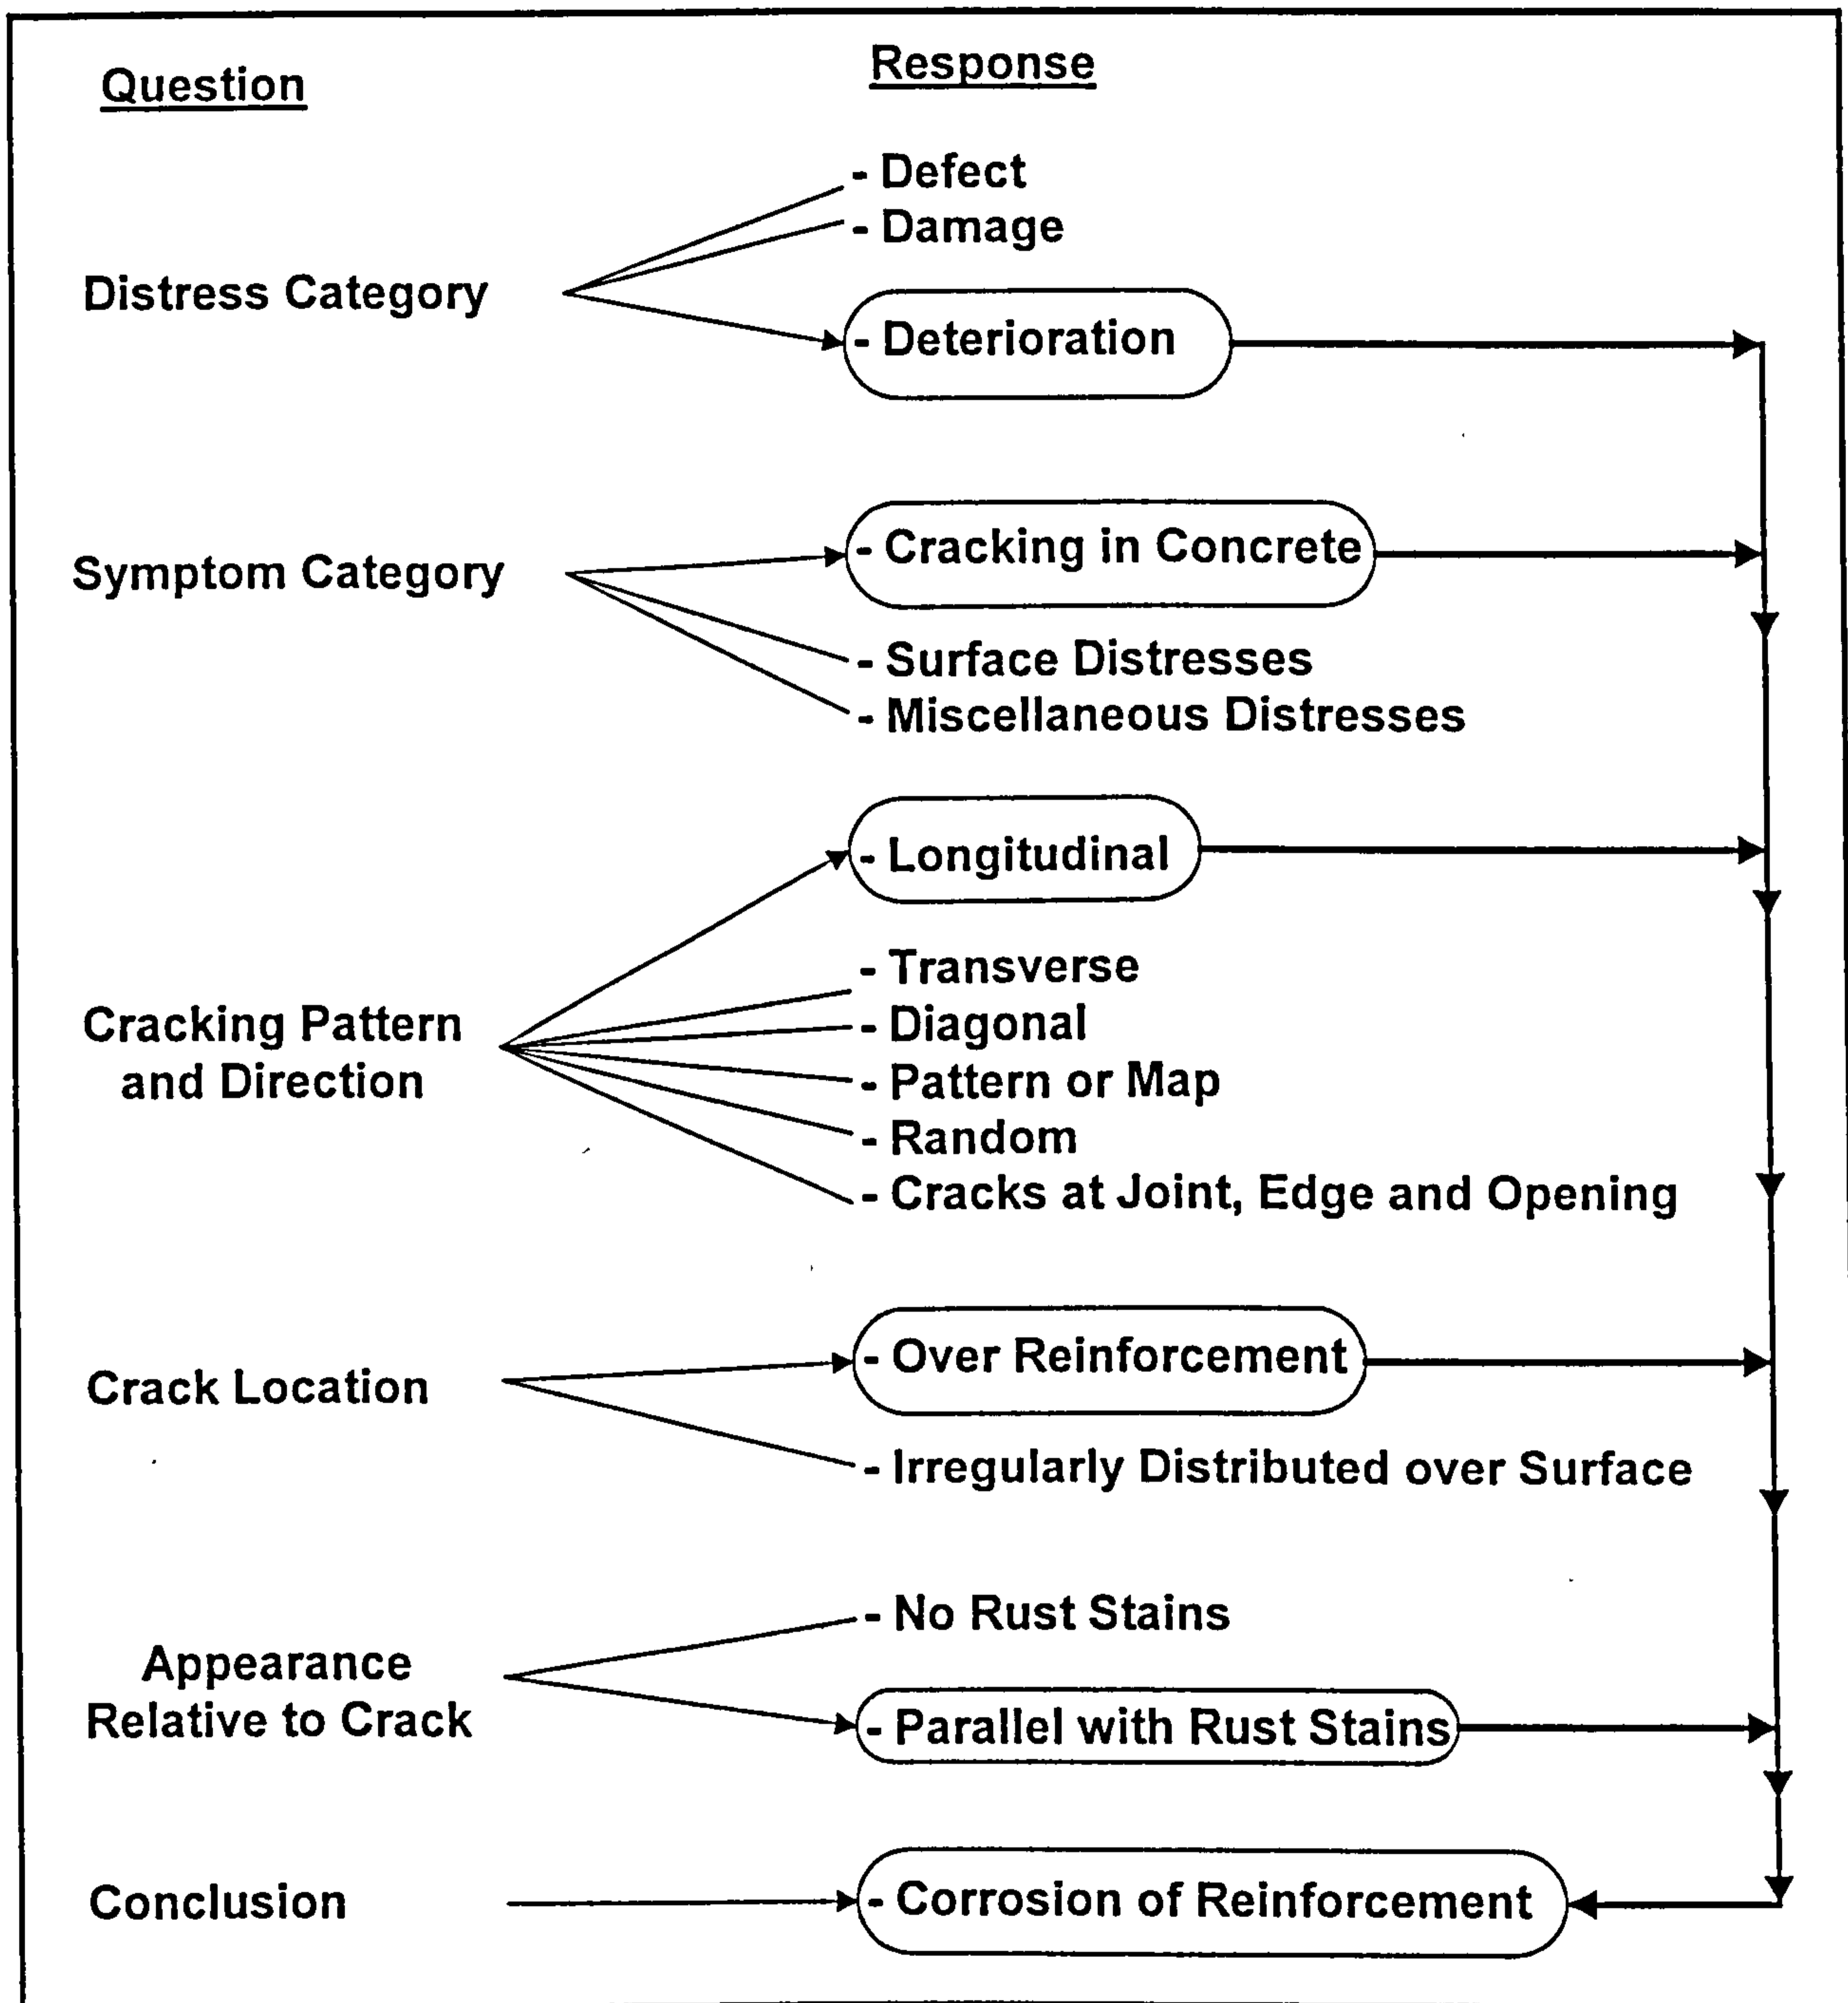 Question
Response
- Defect
- Damage
Distress Category
- Deterioration
- Cracking in Concrete
Symptom Category
- Surface Distresses
- Miscellaneous Distresses
- Longitudinal
- Transverse
Cracking Pattern
and Direction
- Diagonal
- Pattern or Map
- Random
- Cracks at Joint, Edge and Opening
- Over Reinforcement
Crack Location
- Irregularly Distributed over Surface
- No Rust Stains
Appearance
Relative to Crack
- Parallel with Rust Stains
Conclusion
- Corrosion of Reinforcement